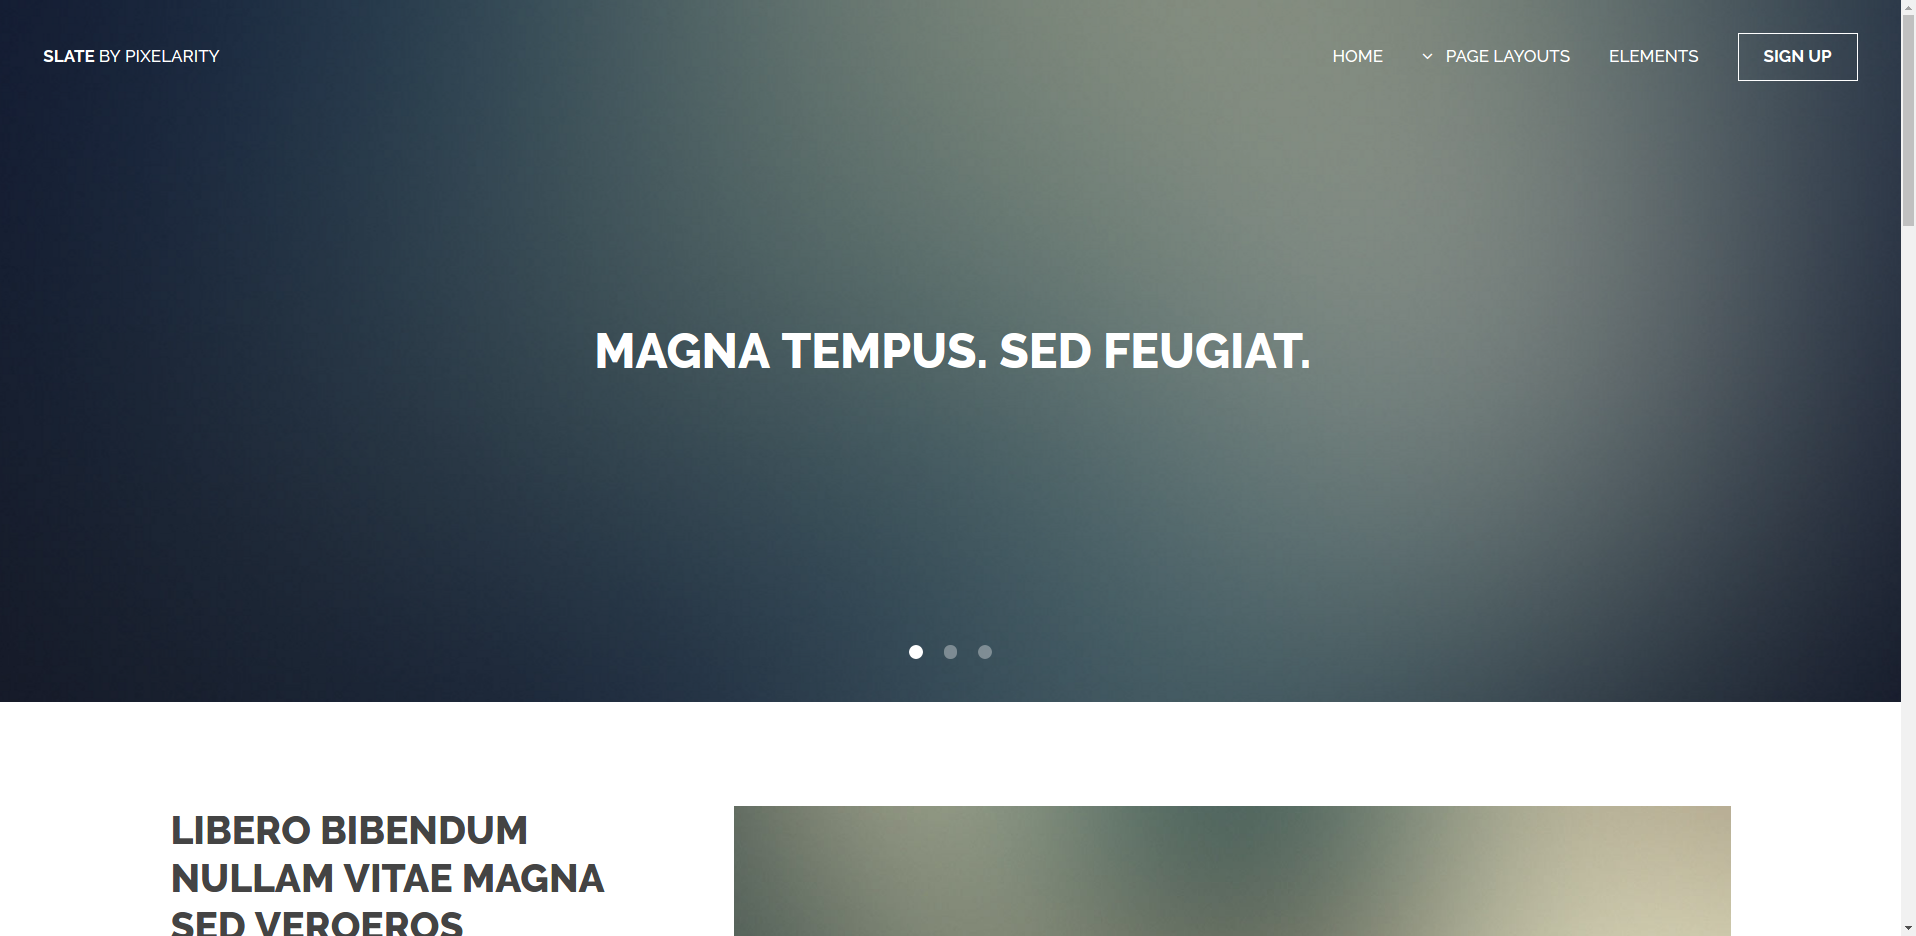 SLATE BY PIXELARITY
HOME
PAGE LAYOUTS
ELEMENTS
SIGN UP
MAGNA TEMPUS. SED FEUGIAT.
LIBERO BIBENDUM
NULLAM VITAE MAGNA
SED VEROEROS